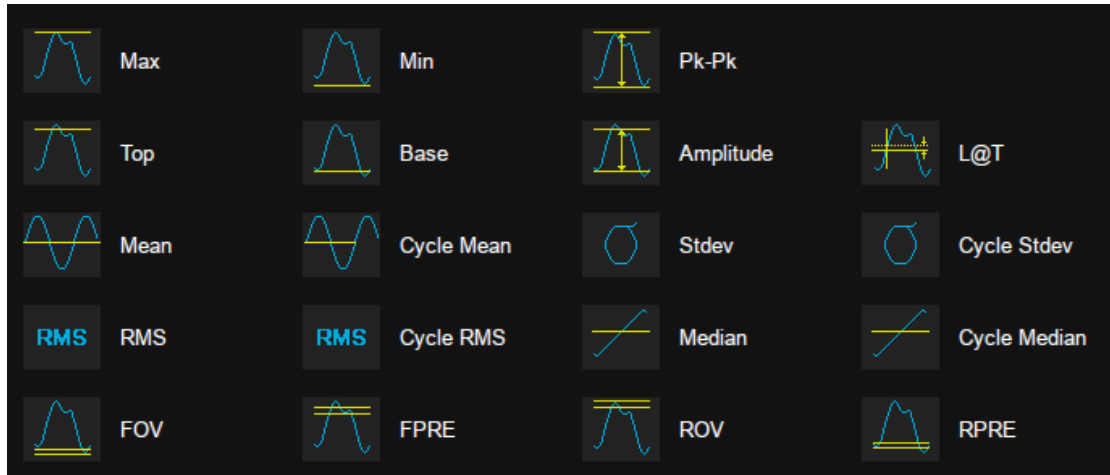 Max Min Pk-Pk
Top Base Amplitude L@T
Mean Cycle Mean Stdev Cycle Stdev
RMS RMS RMS Cycle RMS Median Cycle Median
FOV FPRE ROV RPRE